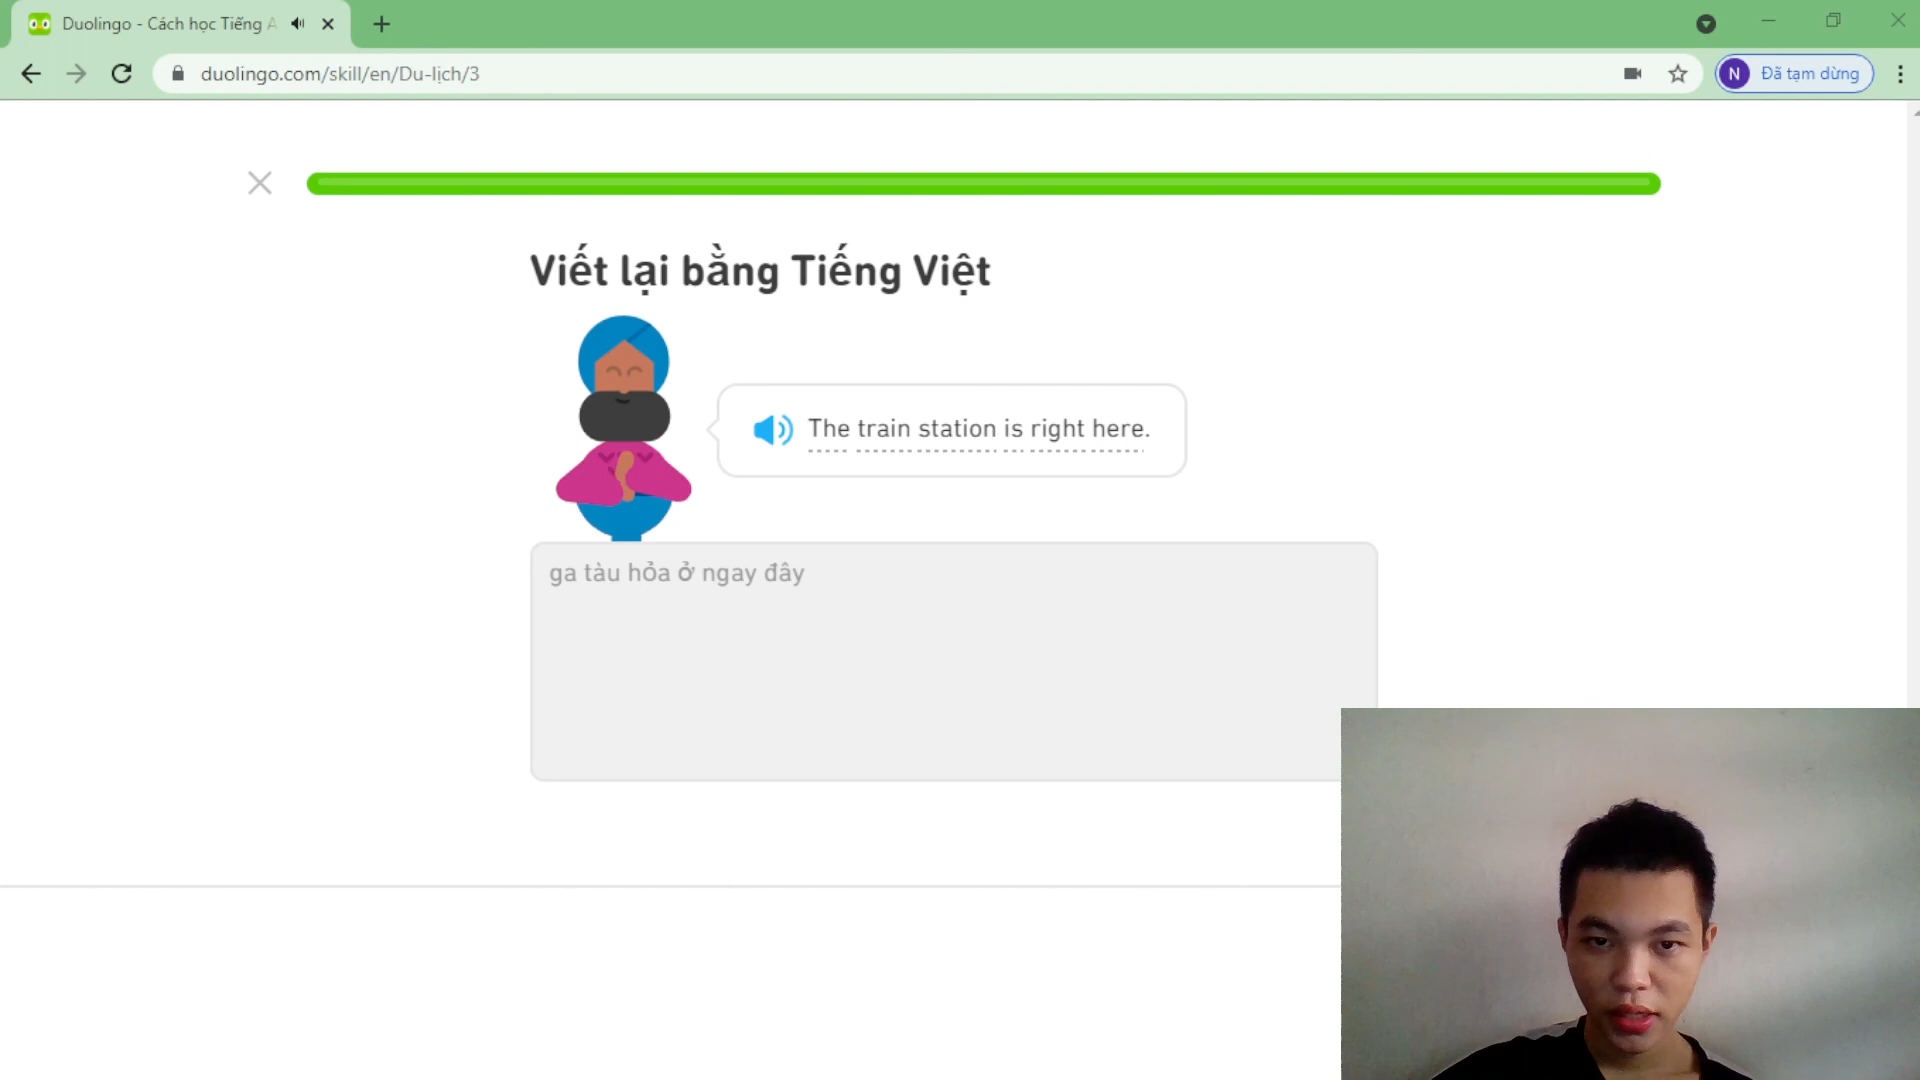 Duolingo - Cách học Tiếng A
duolingo.com/skill/en/Du-lịch/3
N Đã tạm dừng
Viết lại bằng Tiếng Việt
The train station is right here.
ga tàu hỏa ở ngay đây